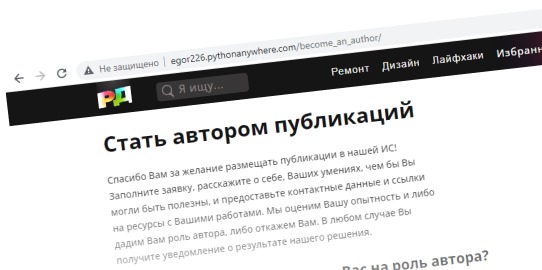 Не защищено | egor226.pythonanywhere.com/become_an_author/
РД Я ищу... Ремонт Дизайн Лайфхаки
Стать автором публикаций
Спасибо Вам за желание размещать публикации в нашей ИС!
Заполните заявку, расскажите о себе, Ваших умениях, чем бы Вы
могли быть полезны, и предоставьте контактные данные и ссылки
на ресурсы с Вашими работами. Мы оценим Вашу опытность и либо
дадим Вам роль автора, либо откажем Вам. В любом случае Вы
получите уведомление о результате нашего решения.
Вас на роль автора?